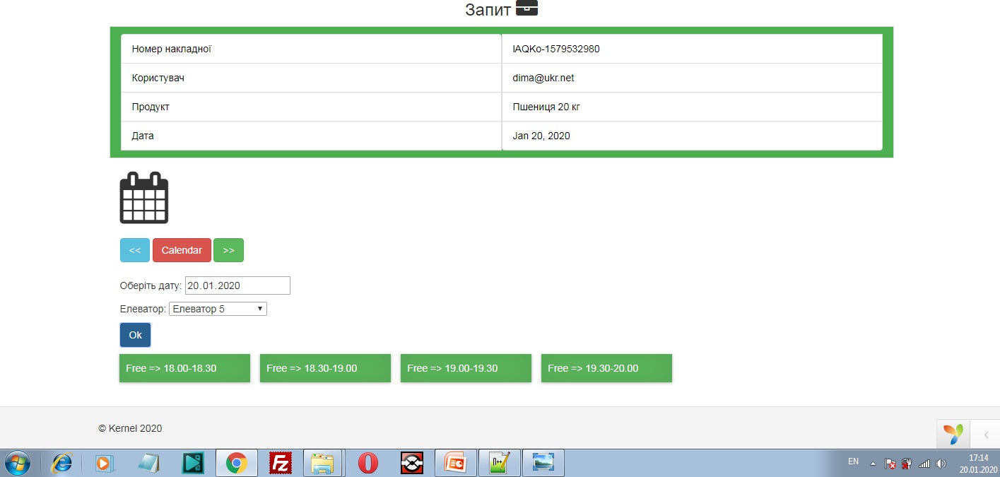 Запит
Номер накладної IAQKo-1579532980
Користувач dima@ukr.net
Продукт Пшениця 20 кг
Дата Jan 20, 2020
<< Calendar >>
Оберіть дату: 20.01.2020
Елеватор: Елеватор 5
Ok
Free => 18.00-18.30 Free => 18.30-19.00 Free => 19.00-19.30 Free => 19.30-20.00
© Kernel 2020
EN 17:14
20.01.2020